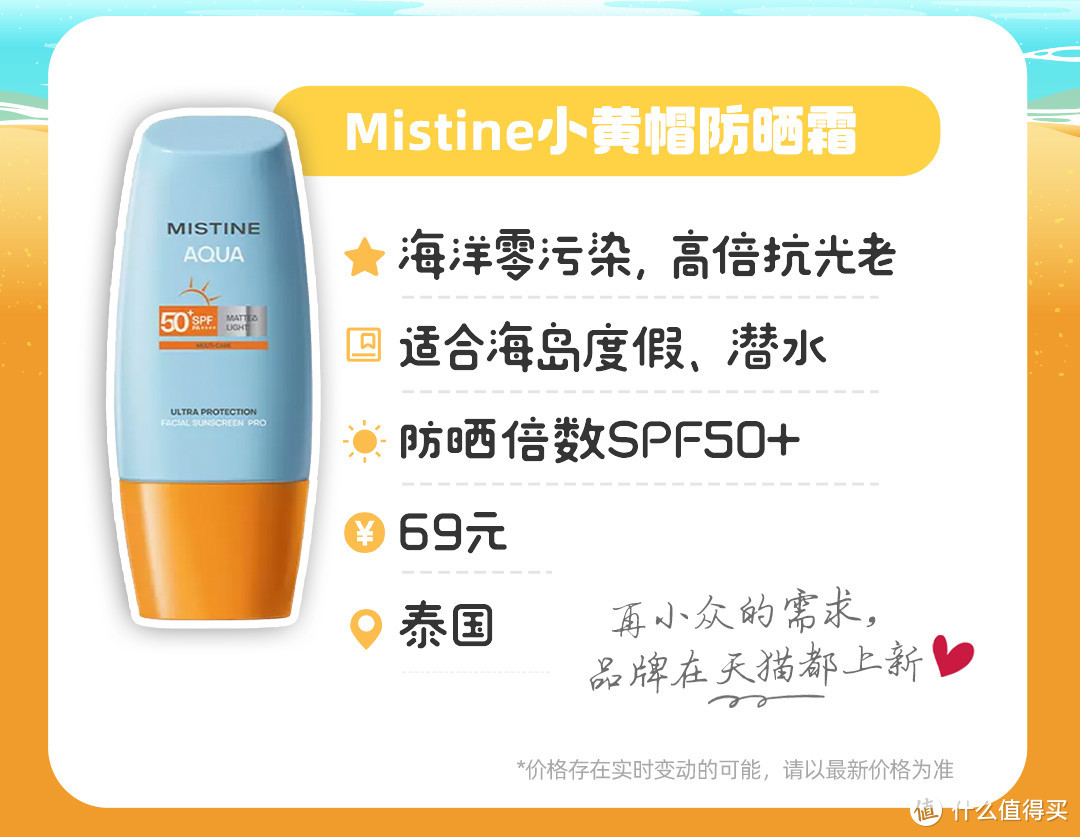 Mistine小黄帽防晒霜
MISTINE
AQUA
50+ SPF
PA++++
MATTE &
LIGHT
MULTI-CARE
ULTRA PROTECTION
FACIAL SUNSCREEN PRO
海洋零污染，高倍抗光老
适合海岛度假、潜水
防晒倍数SPF50+
¥ 69元
泰国
再小众的需求，
品牌在天猫都上新
*价格存在实时变动的可能，请以最新价格为准
值 什么值得买